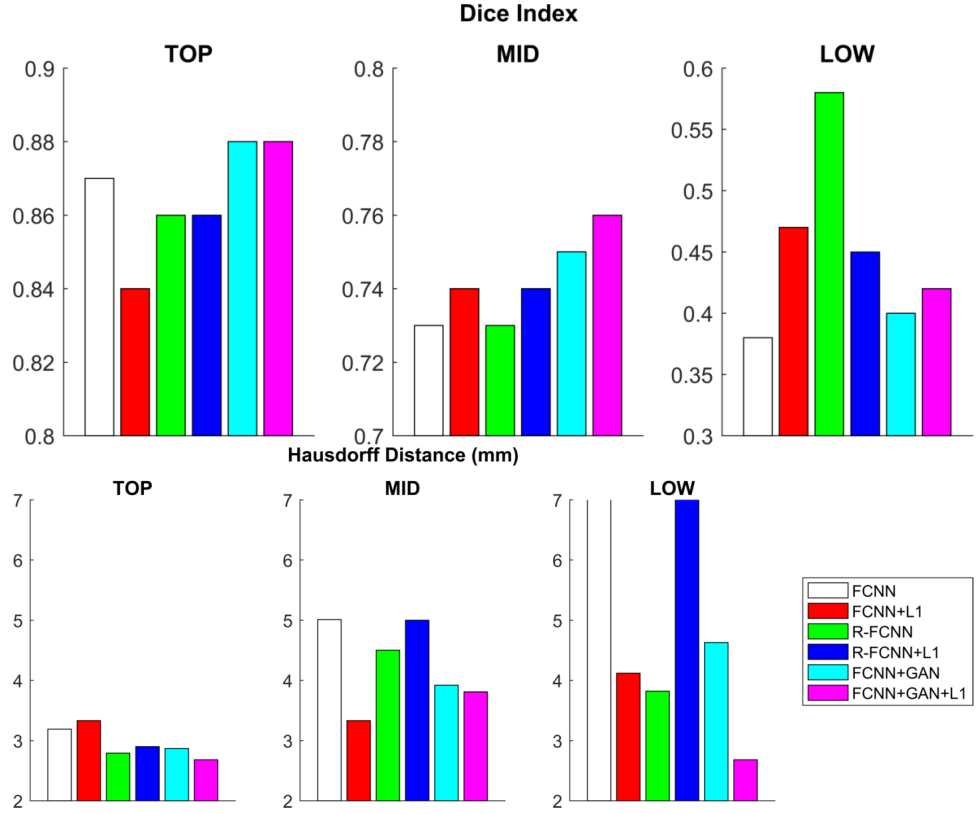 Dice Index
TOP
0.9
0.88
0.86
0.84
0.82
0.8
MID
0.8
0.78
0.76
0.74
0.72
0.7
LOW
0.6
0.55
0.5
0.45
0.4
0.35
0.3
Hausdorff Distance (mm)
TOP
7
6
5
4
3
2
MID
7
6
5
4
3
2
LOW
7
6
5
4
3
2
FCNN
FCNN+L1
R-FCNN
R-FCNN+L1
FCNN+GAN
FCNN+GAN+L1